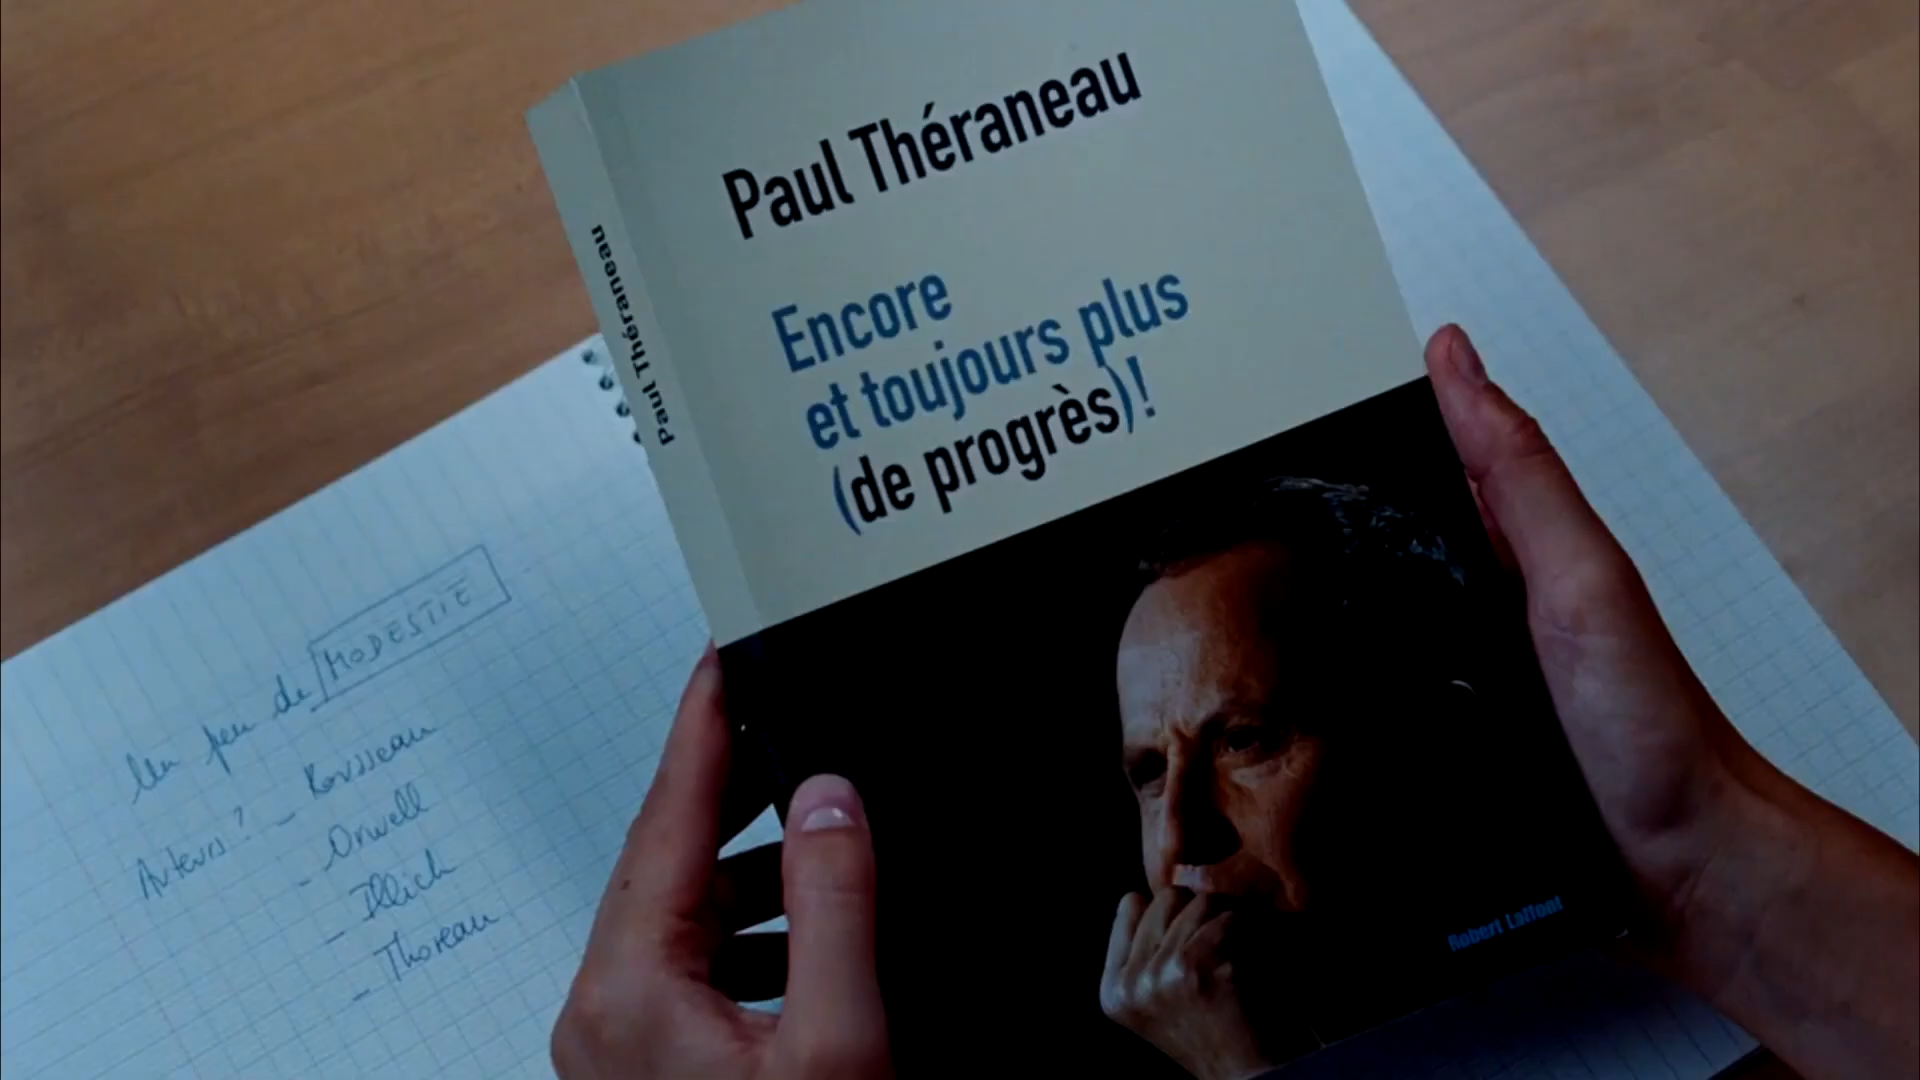 Paul Théraneau
Encore
et toujours plus
(de progrès)!
Robert Laffont
Paul Théraneau
Un peu de MODESTIE
Auteurs? - Rousseau
- Orwell
- Illich
- Thoreau